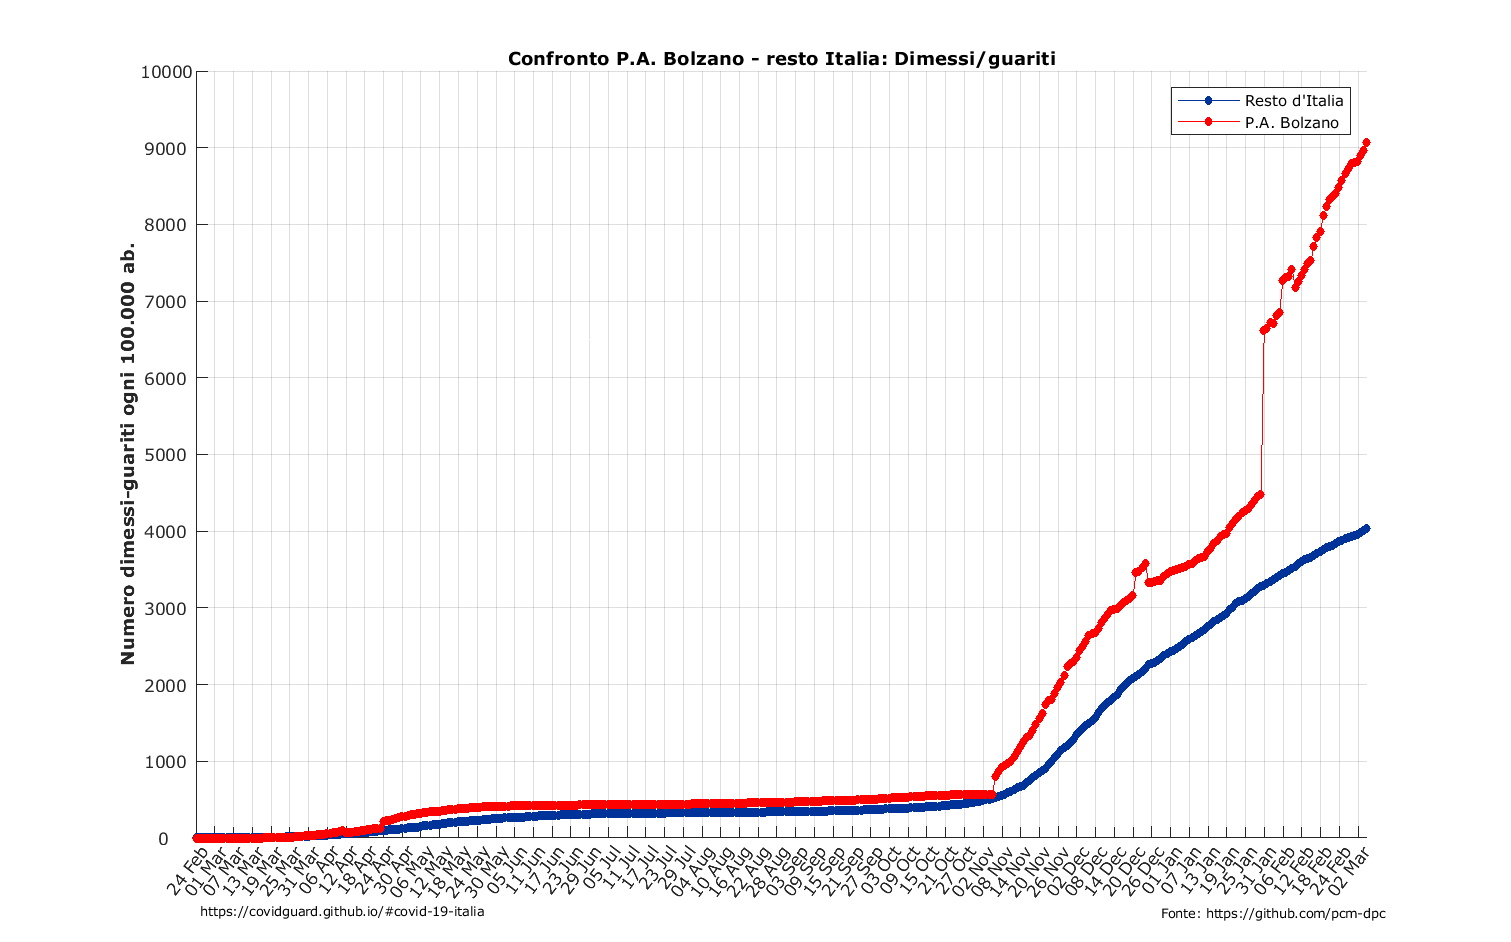 Confronto P.A. Bolzano - resto Italia: Dimessi/guariti
Resto d'Italia
P.A. Bolzano
Numero dimessi-guariti ogni 100.000 ab.
10000
9000
8000
7000
6000
5000
4000
3000
2000
1000
0
24 Feb
01 Mar
07 Mar
13 Mar
19 Mar
25 Mar
31 Mar
06 Apr
12 Apr
18 Apr
24 Apr
30 Apr
06 May
12 May
18 May
24 May
30 May
05 Jun
11 Jun
17 Jun
23 Jun
29 Jun
05 Jul
11 Jul
17 Jul
23 Jul
29 Jul
04 Aug
10 Aug
16 Aug
22 Aug
28 Aug
03 Sep
09 Sep
15 Sep
21 Sep
27 Sep
03 Oct
09 Oct
15 Oct
21 Oct
27 Oct
02 Nov
08 Nov
14 Nov
20 Nov
26 Nov
02 Dec
08 Dec
14 Dec
20 Dec
26 Dec
01 Jan
07 Jan
13 Jan
19 Jan
25 Jan
31 Jan
06 Feb
12 Feb
18 Feb
24 Feb
02 Mar
https://covidguard.github.io/#covid-19-italia
Fonte: https://github.com/pcm-dpc